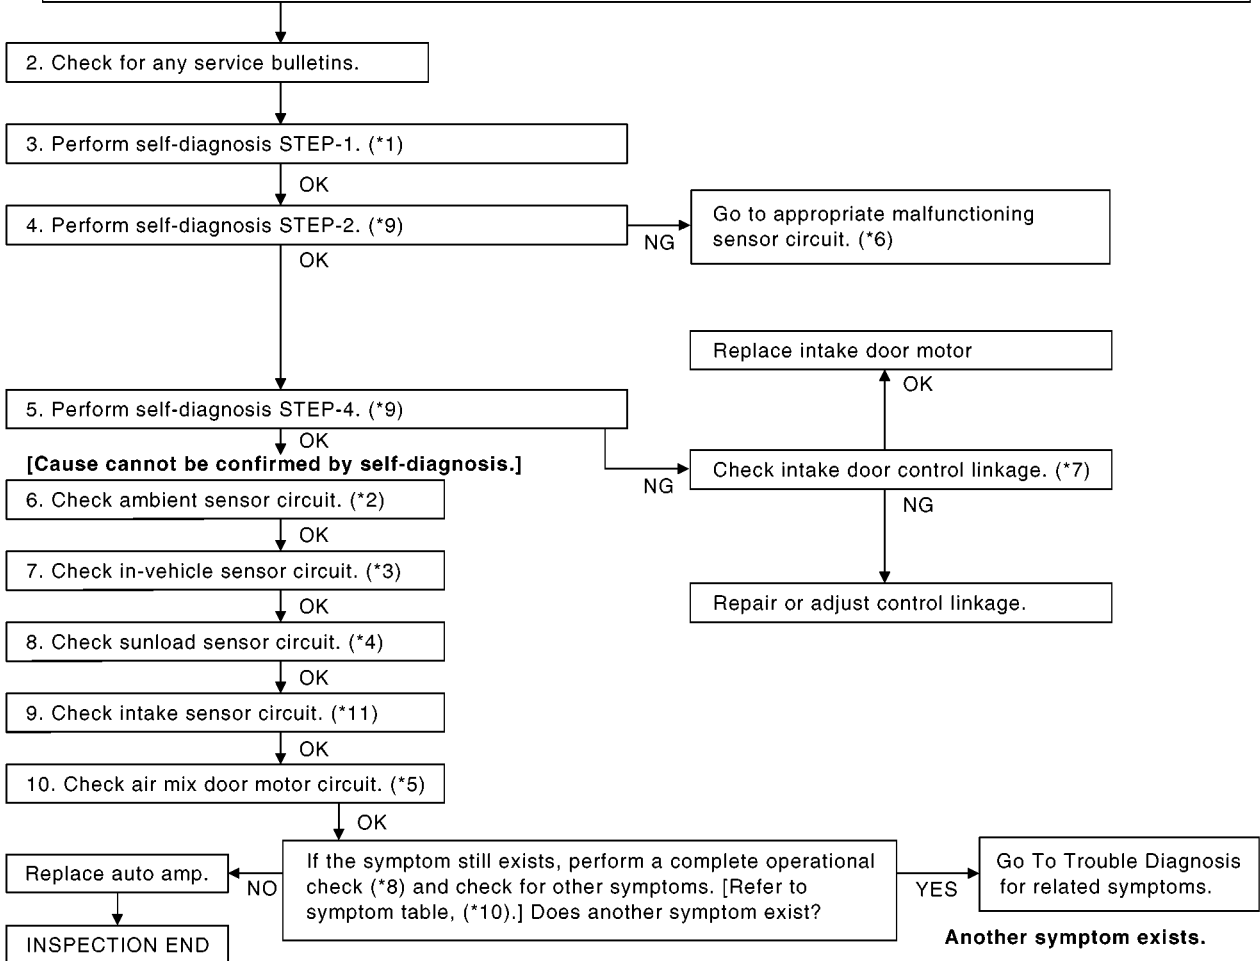 2. Check for any service bulletins.
3. Perform self-diagnosis STEP-1. (*1)
OK
4. Perform self-diagnosis STEP-2. (*9)
NG
Go to appropriate malfunctioning
sensor circuit. (*6)
OK
Replace intake door motor
OK
5. Perform self-diagnosis STEP-4. (*9)
OK
[Cause cannot be confirmed by self-diagnosis.]
NG
Check intake door control linkage. (*7)
NG
Repair or adjust control linkage.
6. Check ambient sensor circuit. (*2)
OK
7. Check in-vehicle sensor circuit. (*3)
OK
8. Check sunload sensor circuit. (*4)
OK
9. Check intake sensor circuit. (*11)
OK
10. Check air mix door motor circuit. (*5)
OK
If the symptom still exists, perform a complete operational
check (*8) and check for other symptoms. [Refer to
symptom table, (*10).] Does another symptom exist?
NO
Replace auto amp.
INSPECTION END
YES
Go To Trouble Diagnosis
for related symptoms.
Another symptom exists.